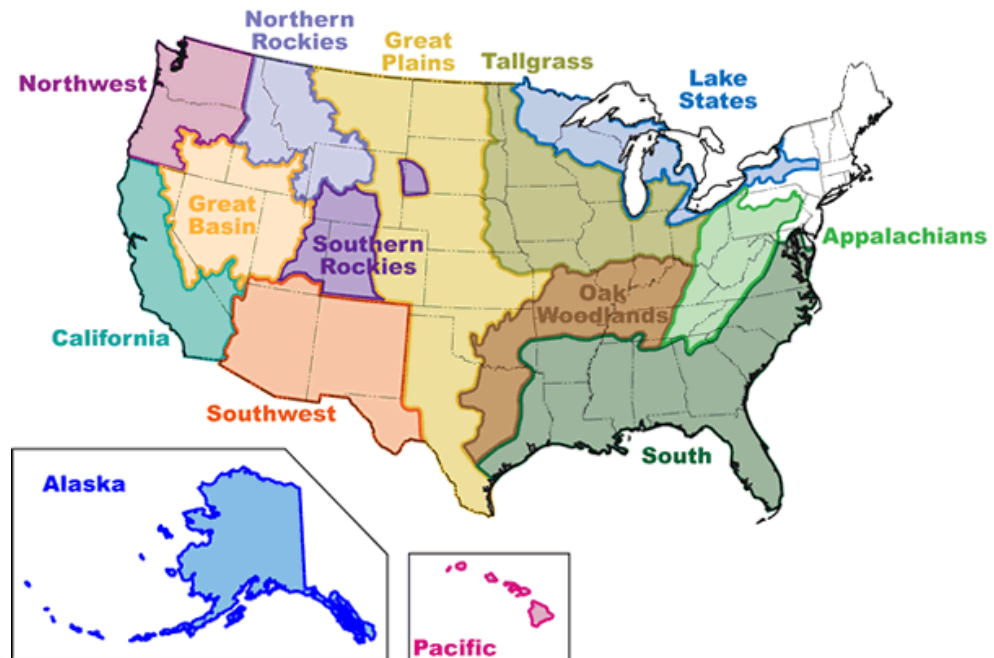 Northern
Rockies
Great
Plains
Tallgrass
Lake
States
Northwest
Great
Basin
Southern
Rockies
Appalachians
Oak
Woodlands
California
Southwest
South
Alaska
Pacific